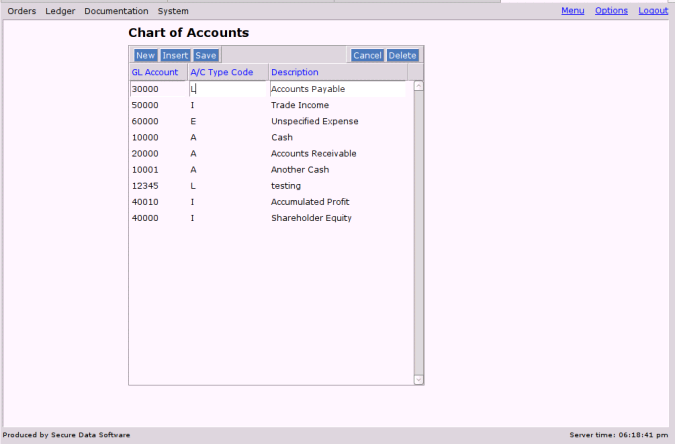 Orders Ledger Documentation System Menu Options Logout
Chart of Accounts
New Insert Save Cancel Delete
GL Account A/C Type Code Description
30000 L Accounts Payable
50000 I Trade Income
60000 E Unspecified Expense
10000 A Cash
20000 A Accounts Receivable
10001 A Another Cash
12345 L testing
40010 I Accumulated Profit
40000 I Shareholder Equity
Produced by Secure Data Software Server time: 06:18:41 pm